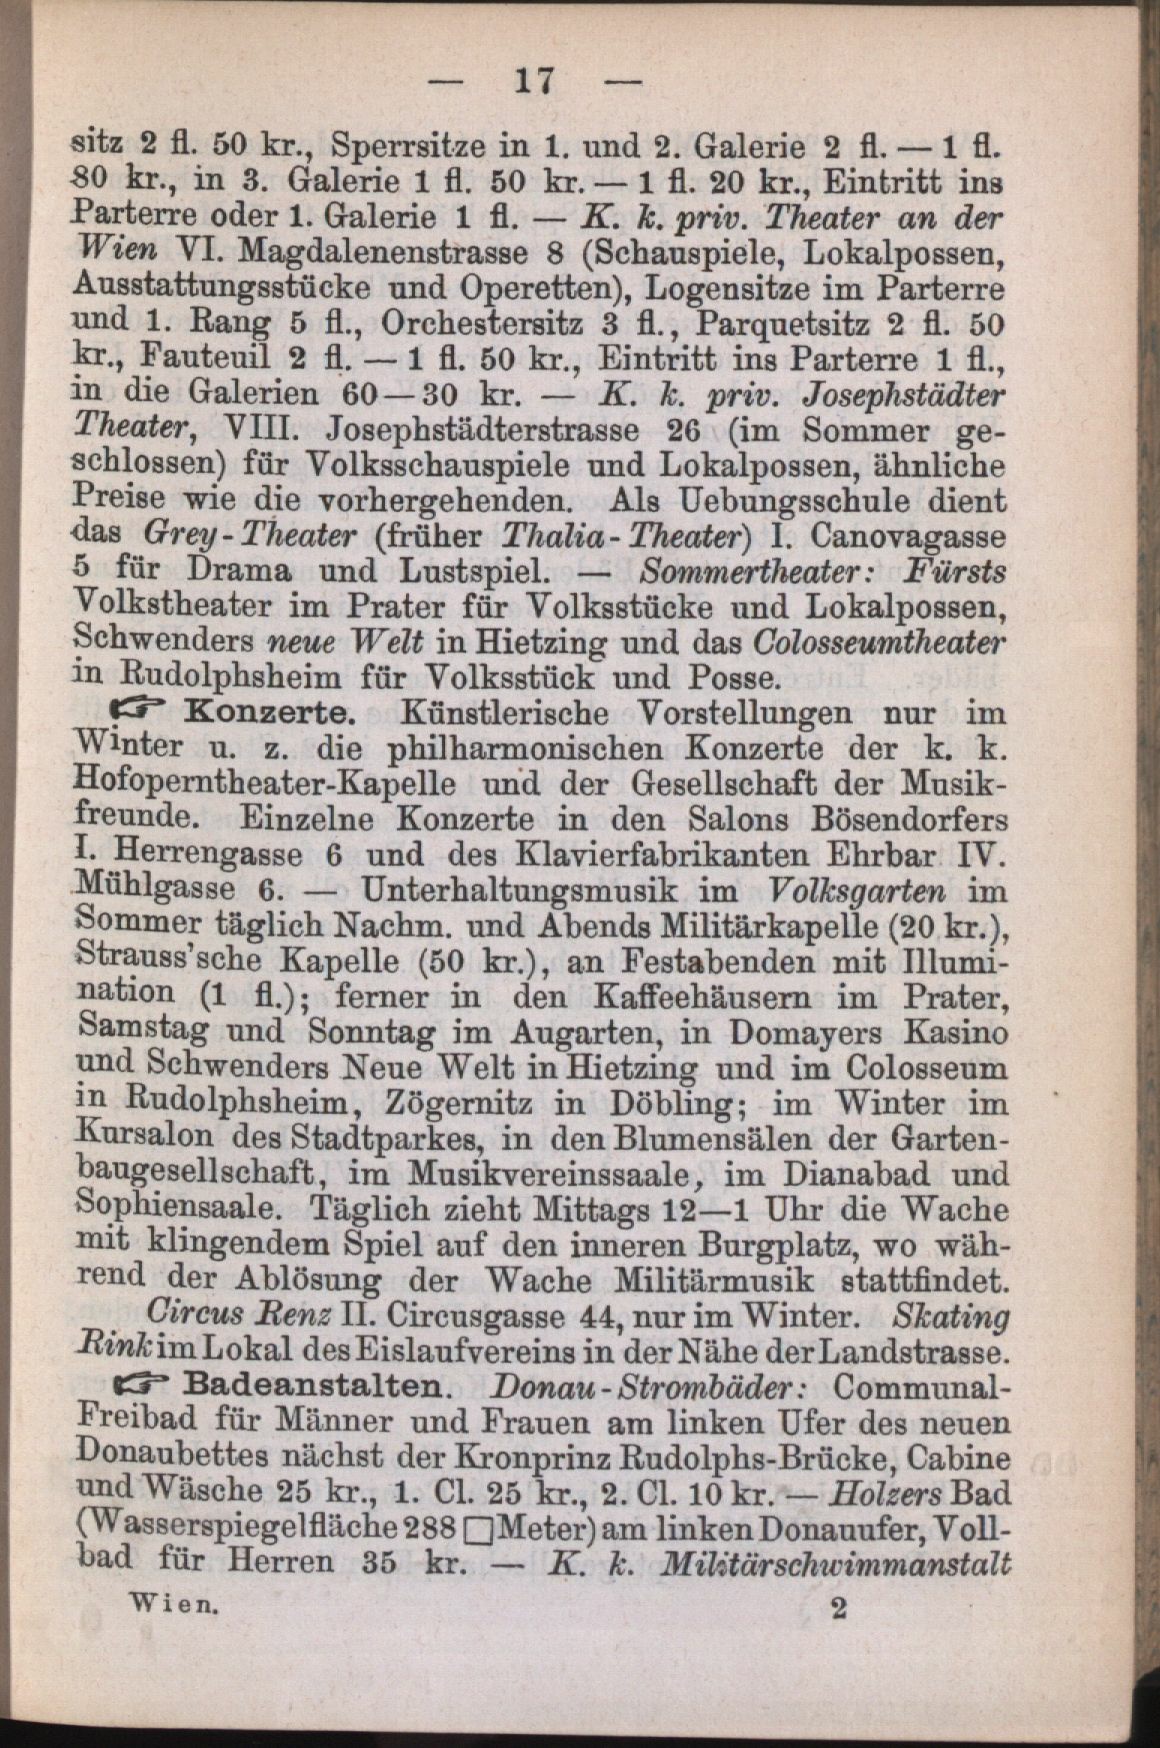 — 17 —
sitz 2 fl. 50 kr., Sperrsitze in 1. und 2. Galerie 2 fl. — 1 fl.
80 kr., in 3. Galerie 1 fl. 50 kr. — 1 fl. 20 kr., Eintritt ins
Parterre oder 1. Galerie 1 fl. — K. k. priv. Theater an der
Wien VI. Magdalenenstrasse 8 (Schauspiele, Lokalpossen,
Ausstattungsstücke und Operetten), Logensitze im Parterre
und 1. Rang 5 fl., Orchestersitz 3 fl., Parquetsitz 2 fl. 50
kr., Fauteuil 2 fl. — 1 fl. 50 kr., Eintritt ins Parterre 1 fl.,
in die Galerien 60—30 kr. — K. k. priv. Josephstädter
Theater, VIII. Josephstädterstrasse 26 (im Sommer ge-
schlossen) für Volksschauspiele und Lokalpossen, ähnliche
Preise wie die vorhergehenden. Als Uebungsschule dient
das Grey-Theater (früher Thalia-Theater) I. Canovagasse
5 für Drama und Lustspiel. — Sommertheater: Fürsts
Volkstheater im Prater für Volksstücke und Lokalpossen,
Schwenders neue Welt in Hietzing und das Colosseumtheater
in Rudolphsheim für Volksstück und Posse.
☞ Konzerte. Künstlerische Vorstellungen nur im
Winter u. z. die philharmonischen Konzerte der k. k.
Hofoperntheater-Kapelle und der Gesellschaft der Musik-
freunde. Einzelne Konzerte in den Salons Bösendorfers
I. Herrengasse 6 und des Klavierfabrikanten Ehrbar IV.
Mühlgasse 6. — Unterhaltungsmusik im Volksgarten im
Sommer täglich Nachm. und Abends Militärkapelle (20 kr.),
Strauss'sche Kapelle (50 kr.), an Festabenden mit Illumi-
nation (1 fl.); ferner in den Kaffeehäusern im Prater,
Samstag und Sonntag im Augarten, in Domayers Kasino
und Schwenders Neue Welt in Hietzing und im Colosseum
in Rudolphsheim, Zögernitz in Döbling; im Winter im
Kursalon des Stadtparkes, in den Blumensälen der Garten-
baugesellschaft, im Musikvereinssaale, im Dianabad und
Sophiensaale. Täglich zieht Mittags 12—1 Uhr die Wache
mit klingendem Spiel auf den inneren Burgplatz, wo wäh-
rend der Ablösung der Wache Militärmusik stattfindet.
Circus Renz II. Circusgasse 44, nur im Winter. Skating
Rink im Lokal des Eislaufvereins in der Nähe der Landstrasse.
☞ Badeanstalten. Donau-Strombäder: Communal-
Freibad für Männer und Frauen am linken Ufer des neuen
Donaubettes nächst der Kronprinz Rudolphs-Brücke, Cabine
und Wäsche 25 kr., 1. Cl. 25 kr., 2. Cl. 10 kr. — Holzers Bad
(Wasserspiegelfläche 288 □Meter) am linken Donauufer, Voll-
bad für Herren 35 kr. — K. k. Militärschwimmanstalt
Wien. 2